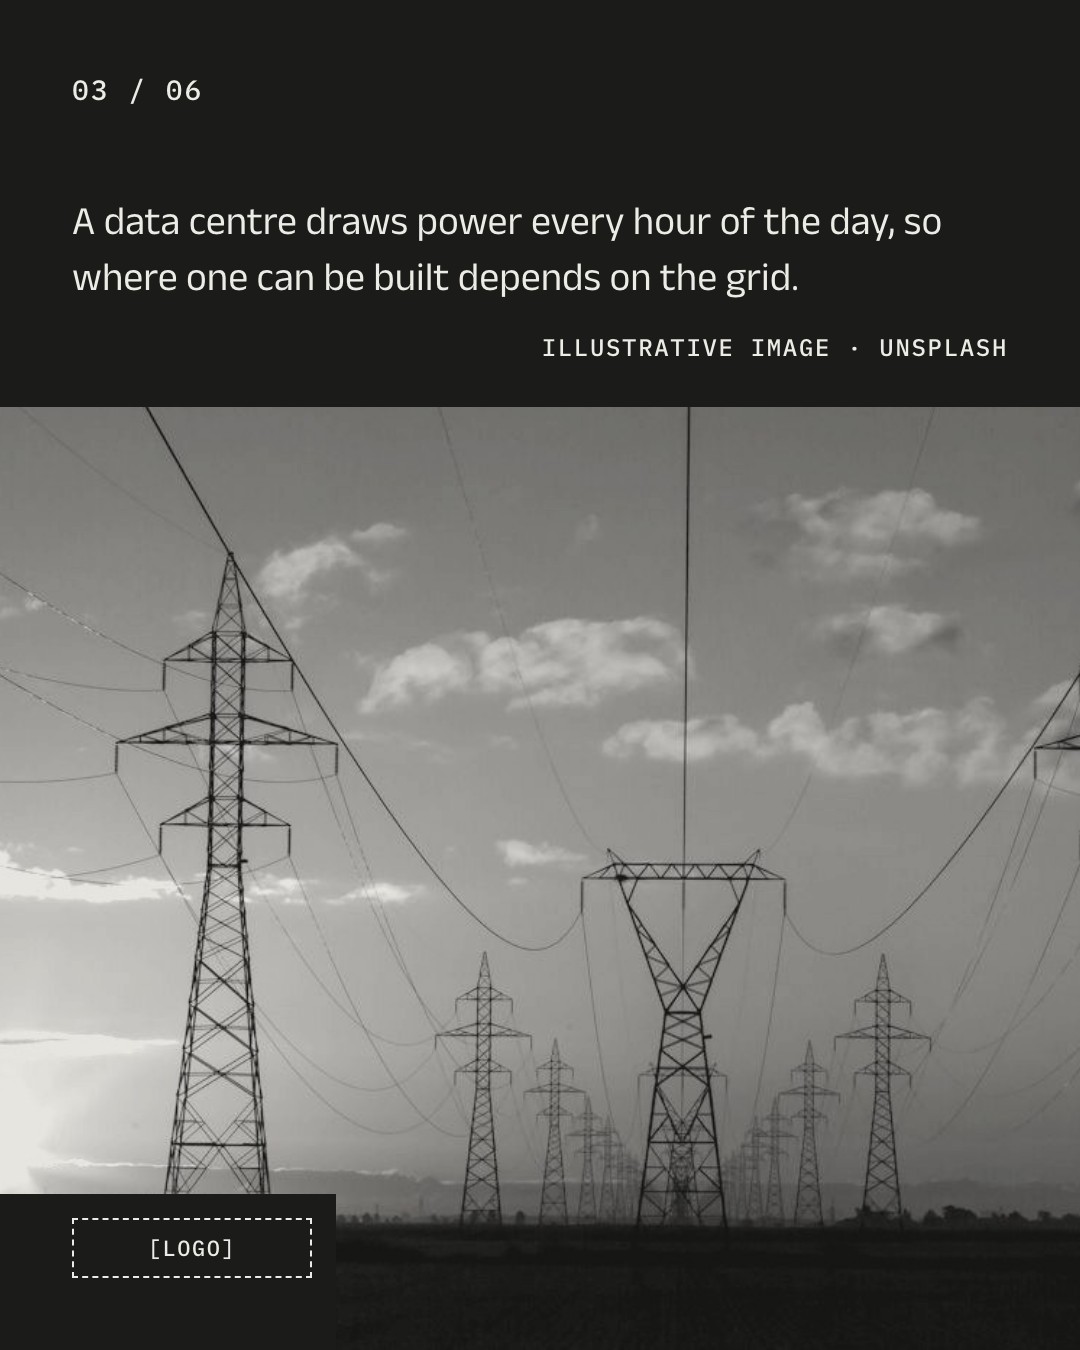 03 / 06
A data centre draws power every hour of the day, so
where one can be built depends on the grid.
ILLUSTRATIVE IMAGE · UNSPLASH
[LOGO]